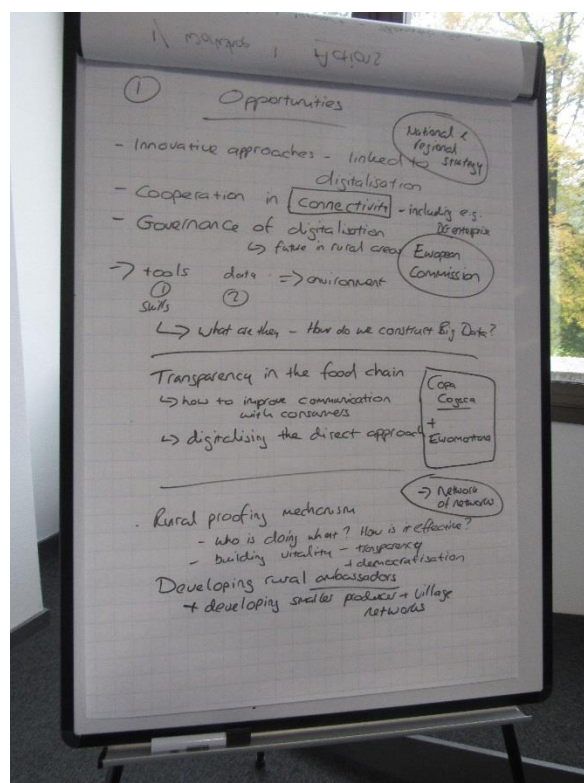 ①
Opportunities
National &
regional
strategy
- Innovative approaches - linked to
digitalisation
- Cooperation in connectivity - including e.g.
DG enterprise
- Governance of digitalisation
↳ future in rural areas
European
Commission
→ tools data => environment
① ②
skills
↳ what are they - How do we construct Big Data?
Transparency in the food chain
↳ how to improve communication
with consumers
↳ digitalising the direct approach
Copa
Cogeca
+
Euromontana
=> Network
of networks
. Rural proofing mechanism
- who is doing what? How is it effective?
- building vitality - transparency
+ democratisation
Developing rural ambassadors
+ developing smaller producer + village
networks